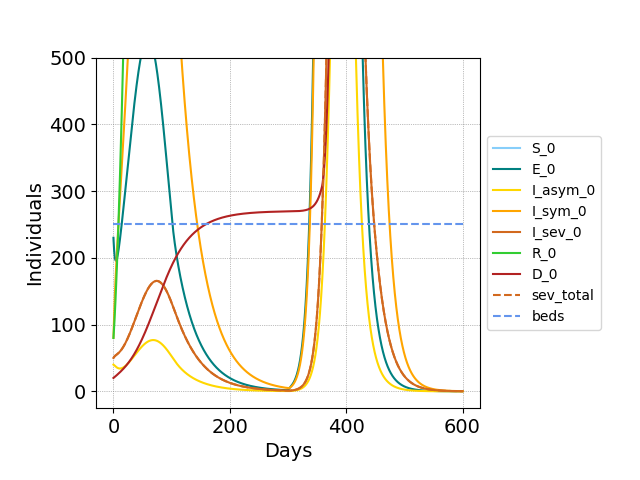 500
400
300
200
100
0
Individuals
0 200 400 600
Days
S_0
E_0
I_asym_0
I_sym_0
I_sev_0
R_0
D_0
sev_total
beds